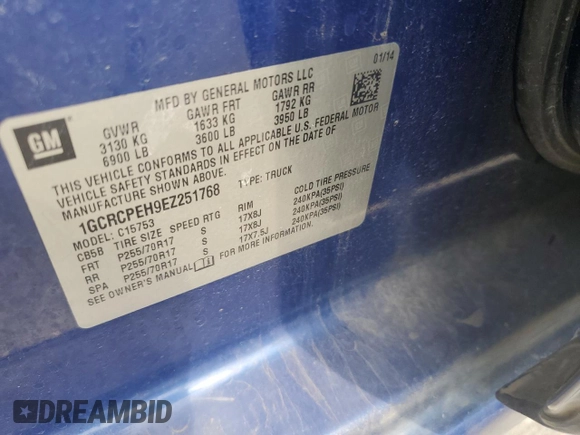 GM
MFD BY GENERAL MOTORS LLC
01/14
GVWR GAWR FRT GAWR RR
3130 KG 1633 KG 1792 KG
6900 LB 3600 LB 3950 LB
THIS VEHICLE CONFORMS TO ALL APPLICABLE U.S. FEDERAL MOTOR
VEHICLE SAFETY STANDARDS IN EFFECT ON THE DATE OF
MANUFACTURE SHOWN ABOVE.
1GCRCPEH9EZ251768 TYPE: TRUCK
MODEL: C15753
CB5B TIRE SIZE SPEED RTG RIM COLD TIRE PRESSURE
FRT P255/70R17 S 17X8J 240KPA(35PSI)
RR P255/70R17 S 17X8J 240KPA(35PSI)
SPA P255/70R17 S 17X7.5J 240KPA(35PSI)
SEE OWNER'S MANUAL FOR MORE INFORMATION.
DREAMBID